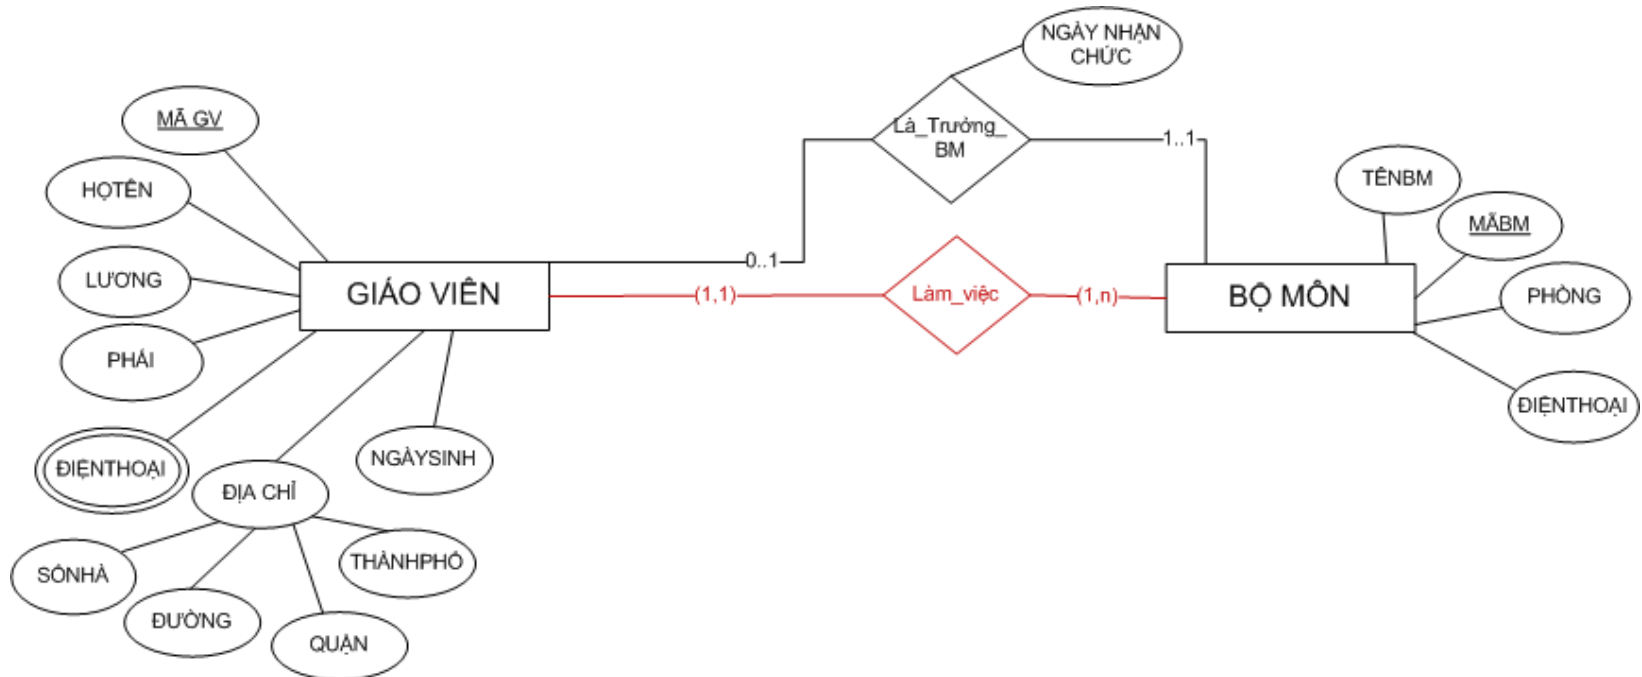 NGÀY NHẬN
CHỨC
MÃ GV
Là_Trưởng_
BM
1..1
TÊNBM
HỌTÊN
MÃBM
0..1
LƯƠNG
GIÁO VIÊN
(1,1)
Làm_việc
(1,n)
BỘ MÔN
PHÒNG
PHÁI
ĐIỆNTHOẠI
NGÀYSINH
ĐIỆNTHOẠI
ĐỊA CHỈ
THÀNHPHỐ
SỐNHÀ
ĐƯỜNG
QUẬN